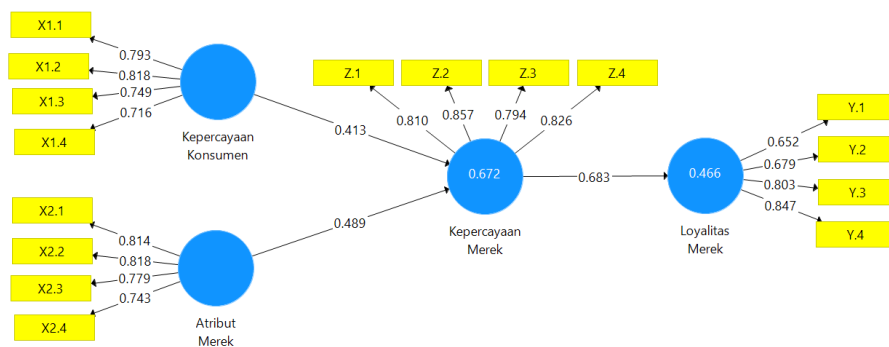 X1.1
0.793
X1.2
0.818
X1.3
0.749
X1.4
0.716
Kepercayaan
Konsumen
0.413
X2.1
0.814
X2.2
0.818
X2.3
0.779
X2.4
0.743
Atribut
Merek
0.489
Z.1
Z.2
Z.3
Z.4
0.810
0.857
0.794
0.826
0.672
Kepercayaan
Merek
0.683
0.466
Loyalitas
Merek
0.652
Y.1
0.679
Y.2
0.803
Y.3
0.847
Y.4